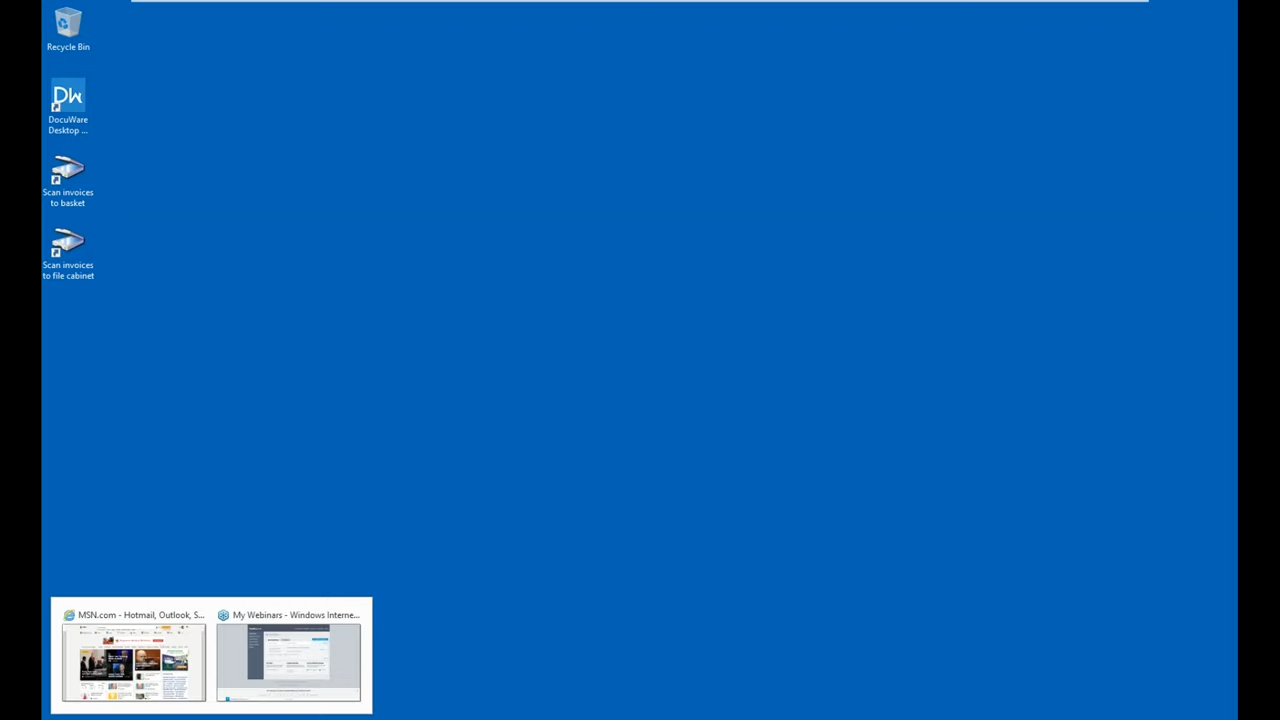 Recycle Bin
DW
DocuWare
Desktop ...
Scan invoices
to basket
Scan invoices
to file cabinet
MSN.com - Hotmail, Outlook, S...
My Webinars - Windows Interne...